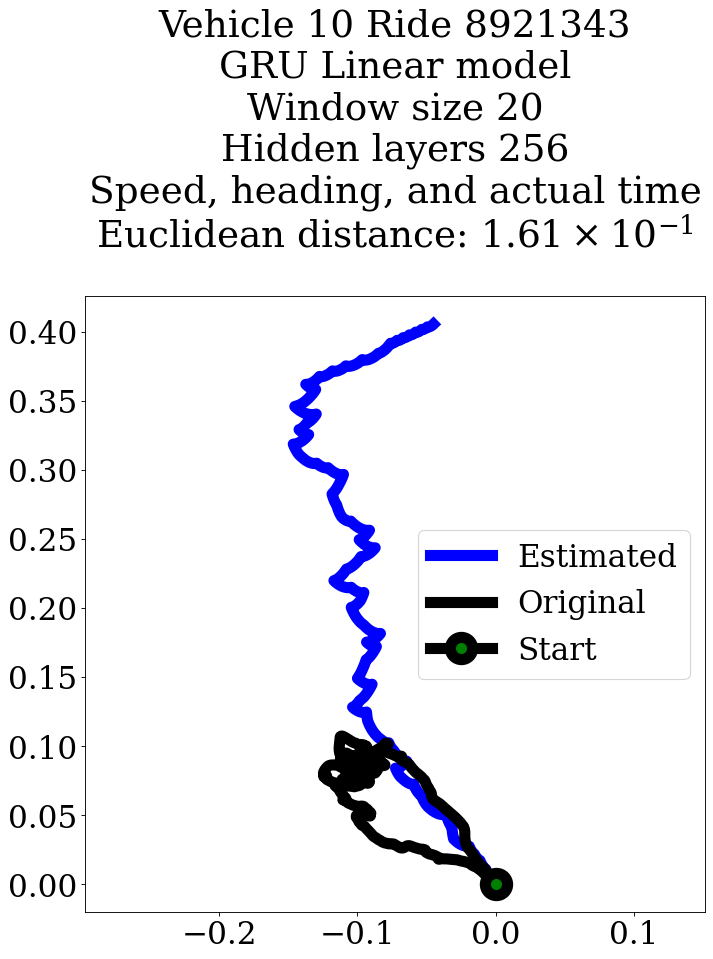 Vehicle 10 Ride 8921343
GRU Linear model
Window size 20
Hidden layers 256
Speed, heading, and actual time
Euclidean distance: 1.61 × 10⁻¹
0.40
0.35
0.30
0.25
0.20
0.15
0.10
0.05
0.00
Estimated
Original
Start
−0.2
−0.1
0.0
0.1